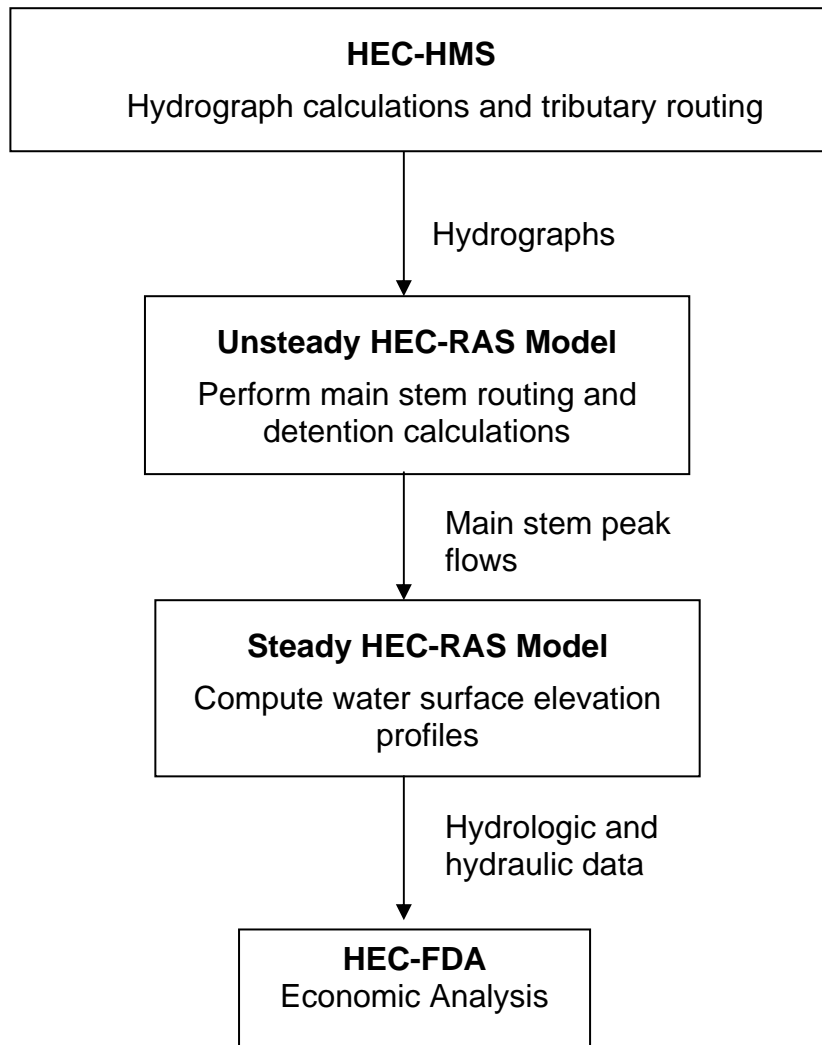 HEC-HMS
Hydrograph calculations and tributary routing
Hydrographs
Unsteady HEC-RAS Model
Perform main stem routing and
detention calculations
Main stem peak
flows
Steady HEC-RAS Model
Compute water surface elevation
profiles
Hydrologic and
hydraulic data
HEC-FDA
Economic Analysis